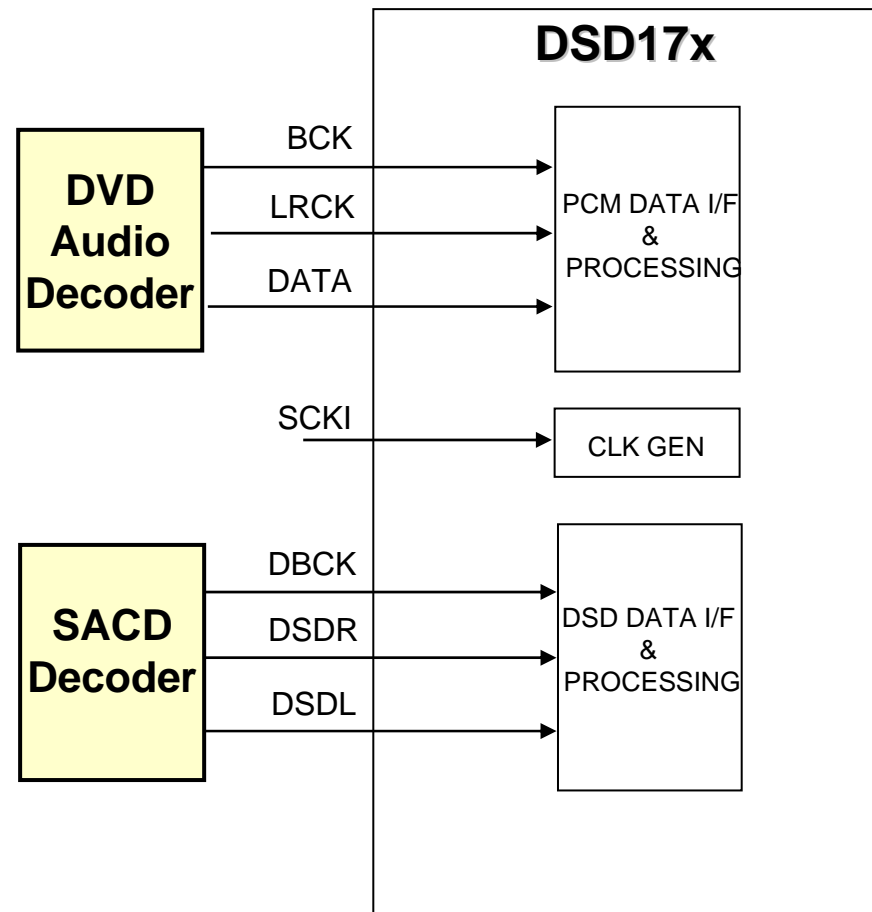 DSD17x
DVD
Audio
Decoder
BCK
LRCK
DATA
PCM DATA I/F
&
PROCESSING
SCKI
CLK GEN
SACD
Decoder
DBCK
DSDR
DSDL
DSD DATA I/F
&
PROCESSING